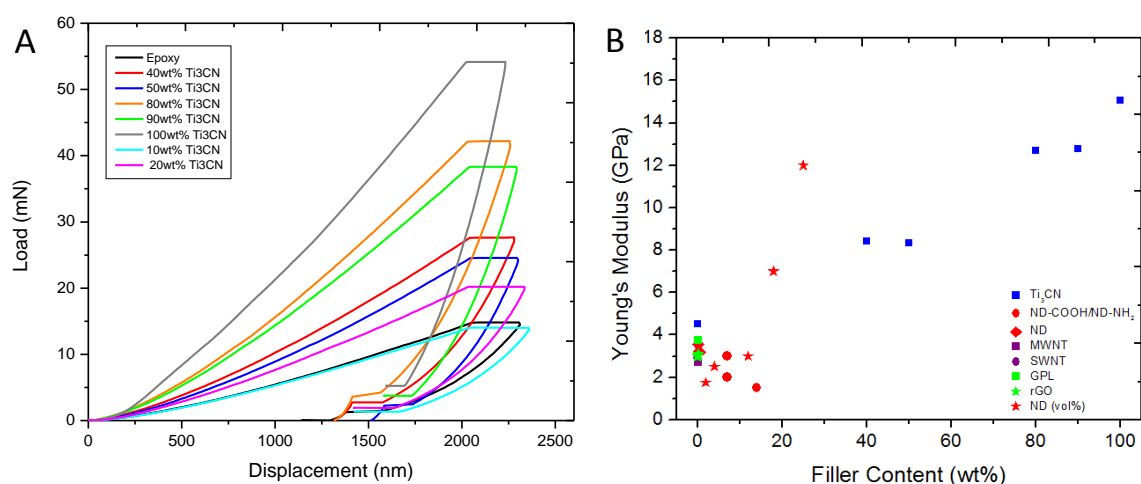 A
60
50
40
30
20
10
0
Load (mN)
Epoxy
40wt% Ti3CN
50wt% Ti3CN
80wt% Ti3CN
90wt% Ti3CN
100wt% Ti3CN
10wt% Ti3CN
20wt% Ti3CN
0 500 1000 1500 2000 2500
Displacement (nm)
B
18
16
14
12
10
8
6
4
2
0
Young's Modulus (GPa)
Ti₃CN
ND-COOH/ND-NH₂
ND
MWNT
SWNT
GPL
rGO
ND (vol%)
0 20 40 60 80 100
Filler Content (wt%)